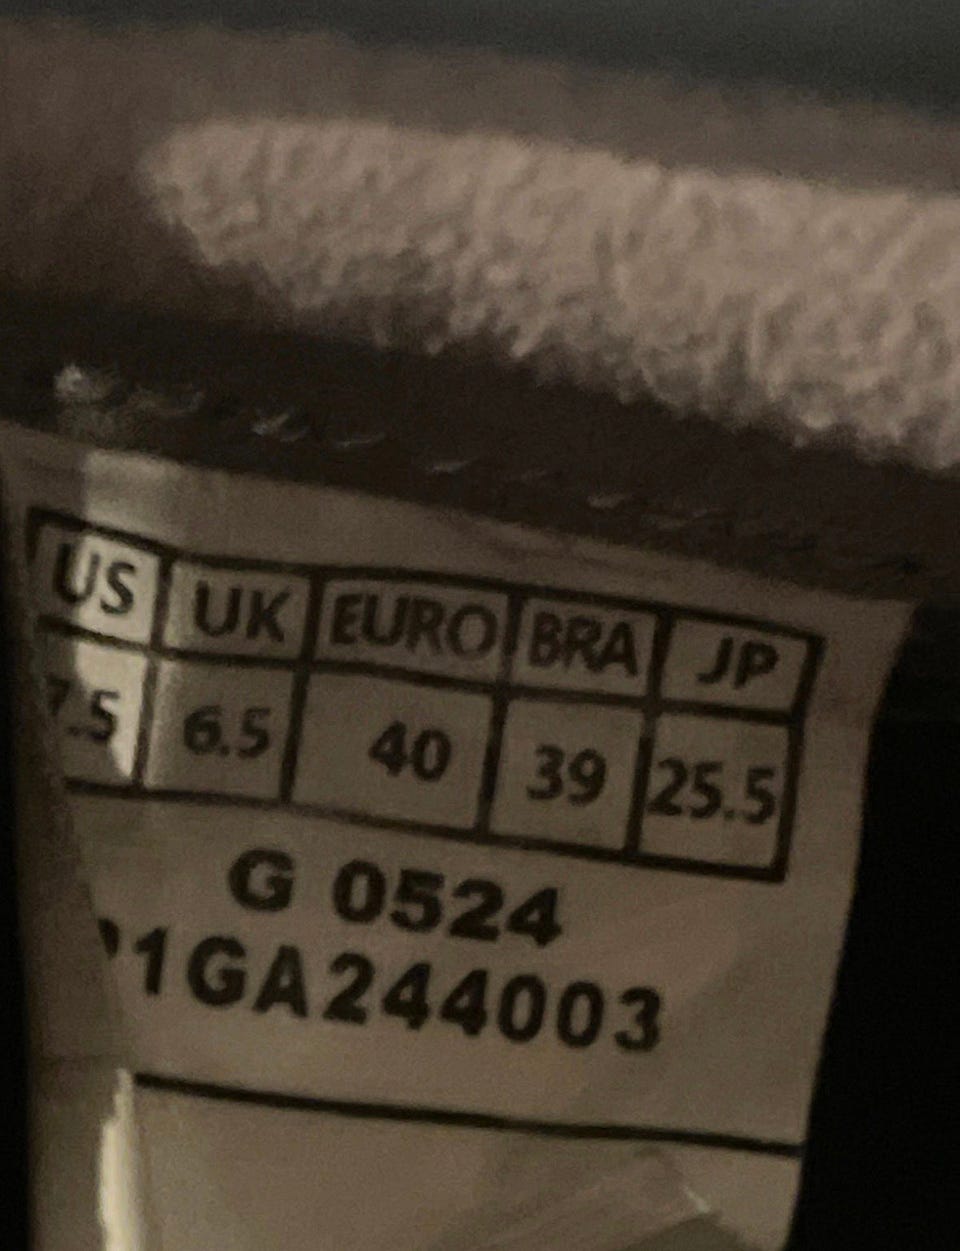 US UK EURO BRA JP
7.5 6.5 40 39 25.5
G 0524
1GA244003